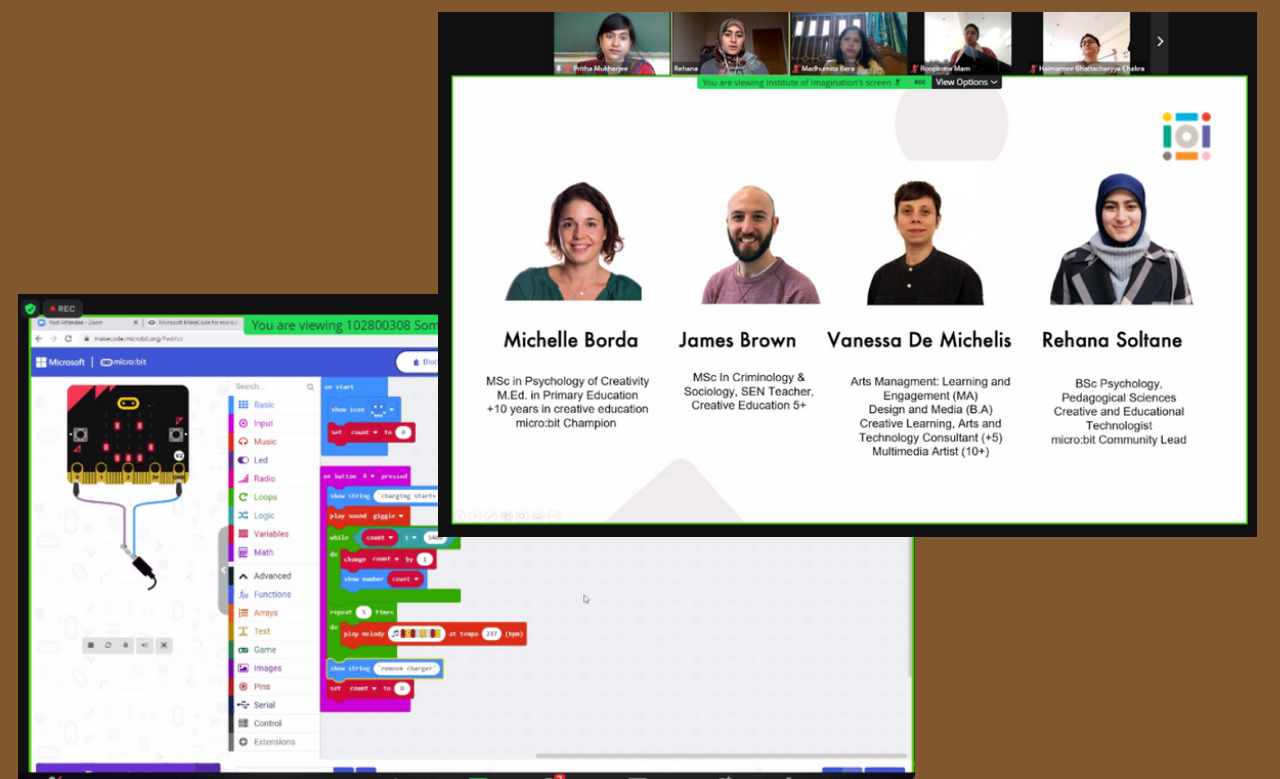 Pritha Mukherjee
Rehana
Madhumita Bera
Roopkona Mam
Haimantee Bhattacharyya Chakra
You are viewing Institute of Imagination's screen
REC
View Options
Michelle Borda
MSc in Psychology of Creativity
M.Ed. in Primary Education
+10 years in creative education
micro:bit Champion
James Brown
MSc In Criminology &
Sociology, SEN Teacher,
Creative Education 5+
Vanessa De Michelis
Arts Managment: Learning and
Engagement (MA)
Design and Media (B.A)
Creative Learning, Arts and
Technology Consultant (+5)
Multimedia Artist (10+)
Rehana Soltane
BSc Psychology,
Pedagogical Sciences
Creative and Educational
Technologist
micro:bit Community Lead
REC
Post Attendee - Zoom
Microsoft MakeCode for micro:
You are viewing 102800308 Som
makecode.microbit.org/#editor
Microsoft
micro:bit
Bloc
V2
Search...
Basic
Input
Music
Led
Radio
Loops
Logic
Variables
Math
Advanced
Functions
Arrays
Text
Game
Images
Pins
Serial
Control
Extensions
on start
show icon
set count to 0
on button A pressed
show string "charging starts
play sound giggle
while count
do
change count by 1
show number count
repeat times
do
play melody at tempo (bpm)
show string "remove charger"
set count to 0